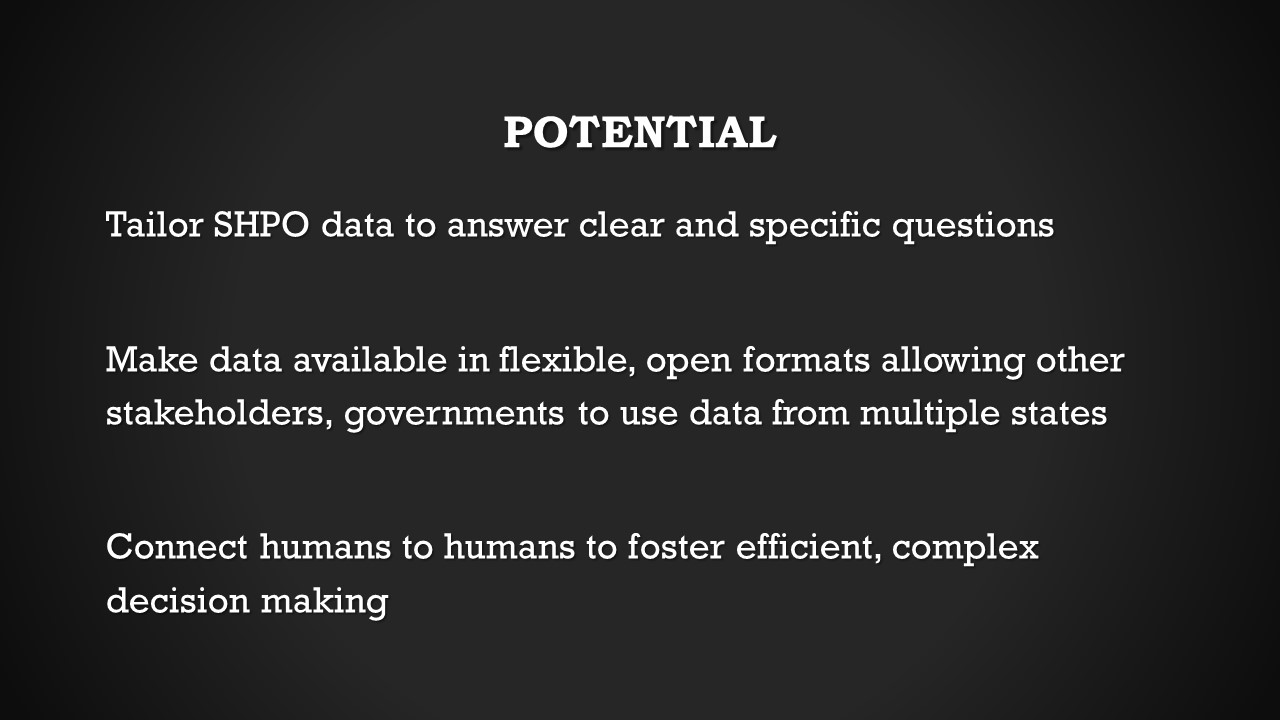 POTENTIAL
Tailor SHPO data to answer clear and specific questions
Make data available in flexible, open formats allowing other
stakeholders, governments to use data from multiple states
Connect humans to humans to foster efficient, complex
decision making